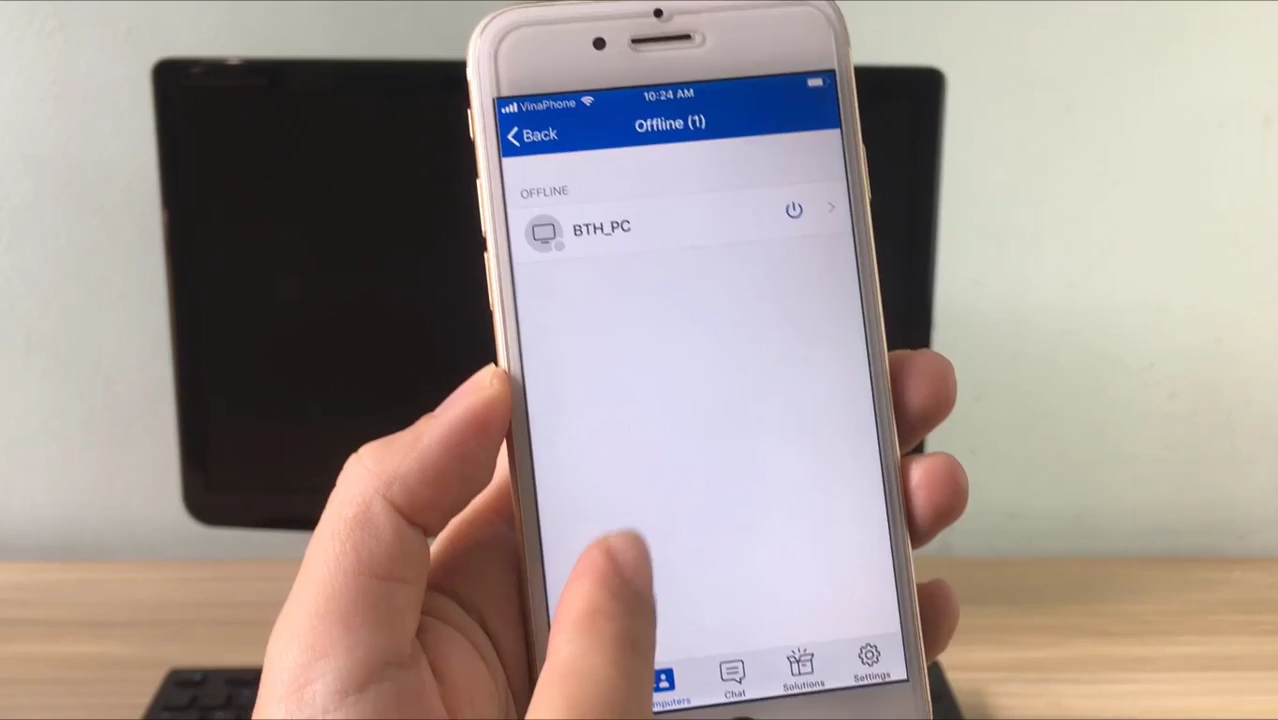 VinaPhone
10:24 AM
Back
Offline (1)
OFFLINE
BTH_PC
Chat
Solutions
Settings